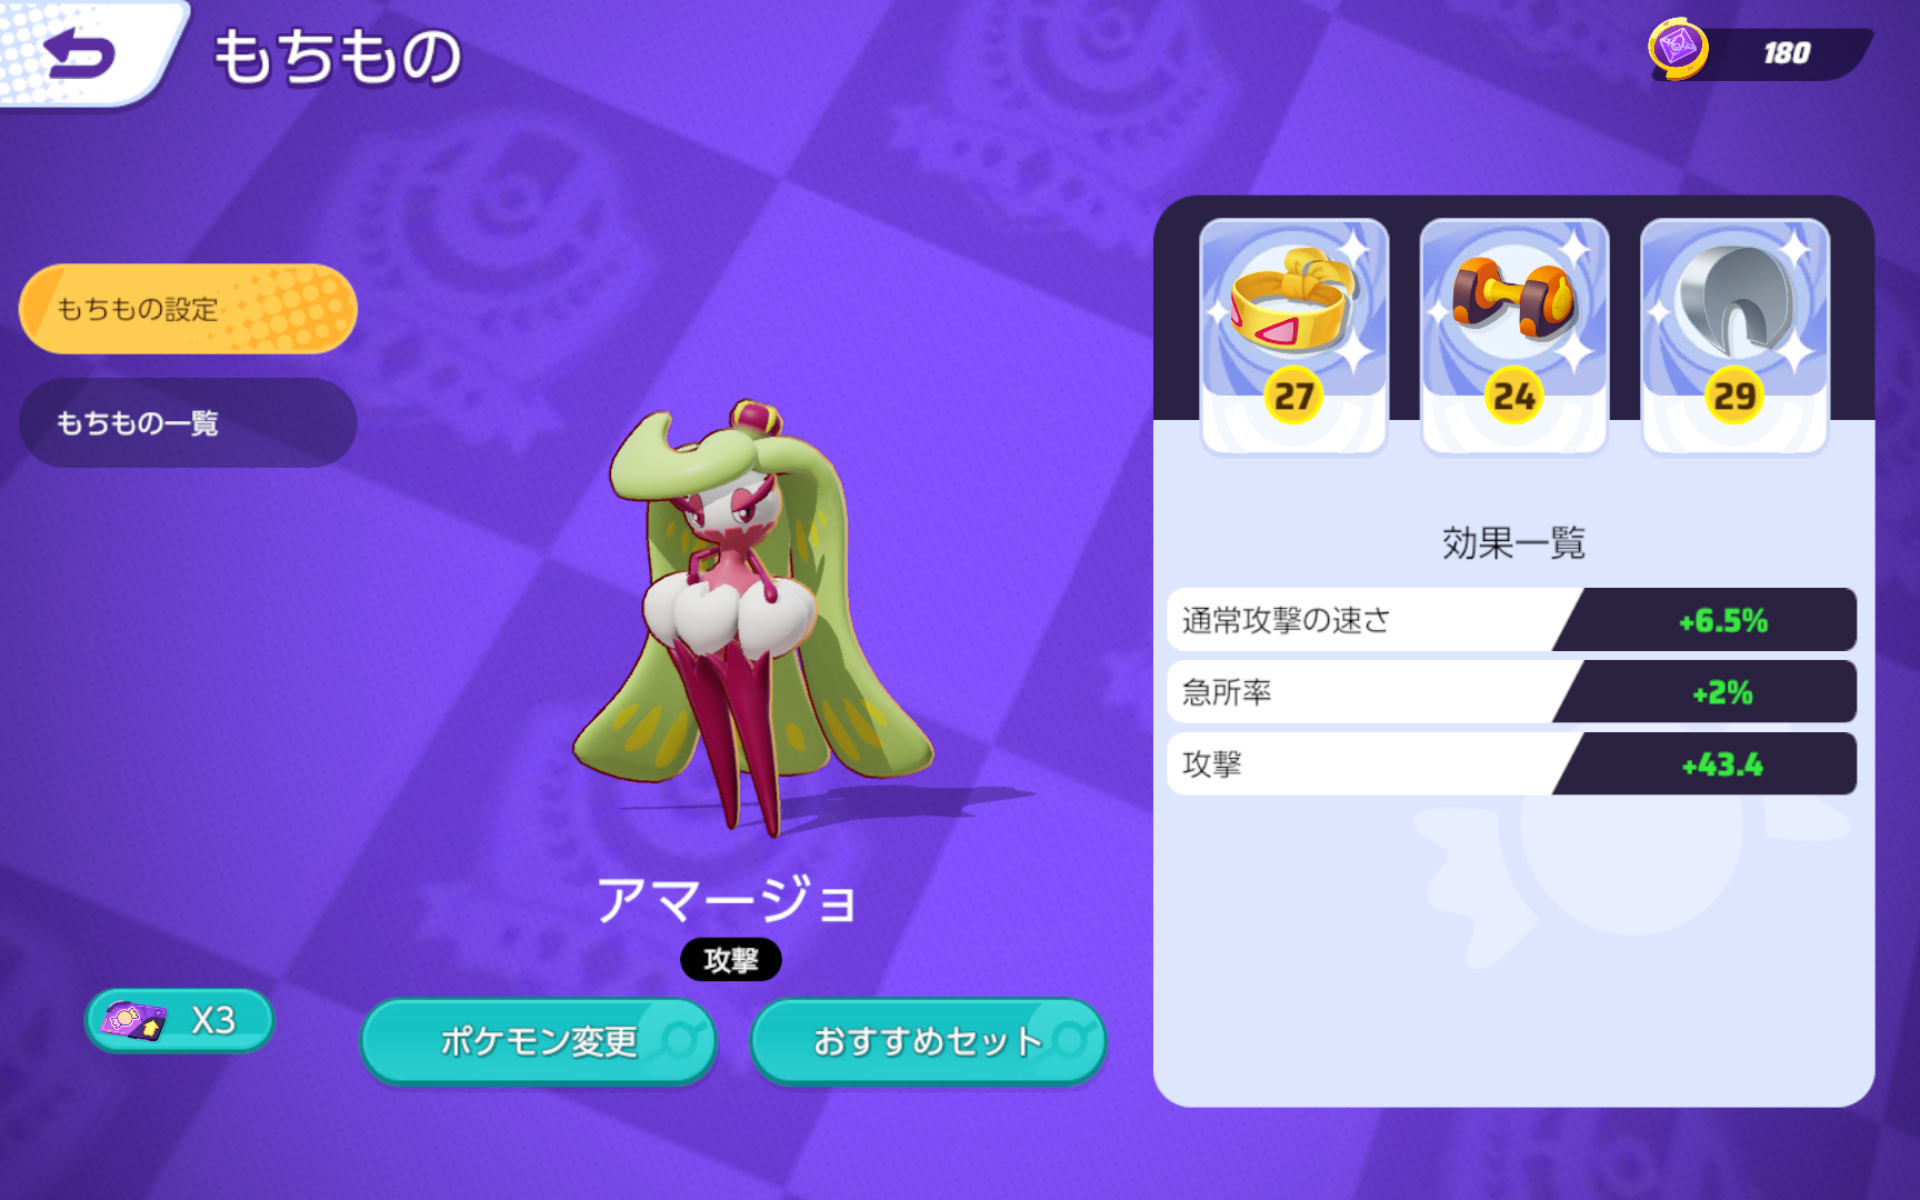 もちもの
180
もちもの設定
もちもの一覧
27
24
29
効果一覧
通常攻撃の速さ +6.5%
急所率 +2%
攻撃 +43.4
アマージョ
攻撃
X3
ポケモン変更
おすすめセット